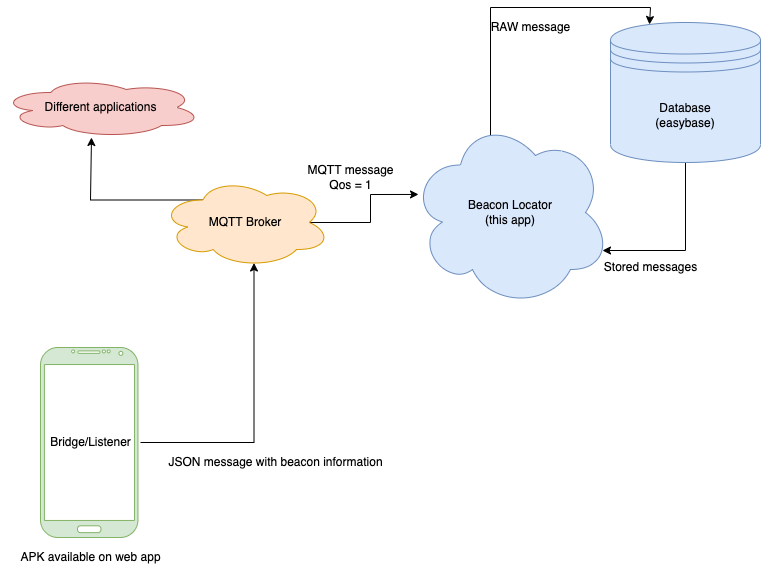 RAW message
Database
(easybase)
Different applications
MQTT message
Qos = 1
Beacon Locator
(this app)
MQTT Broker
Stored messages
Bridge/Listener
JSON message with beacon information
APK available on web app